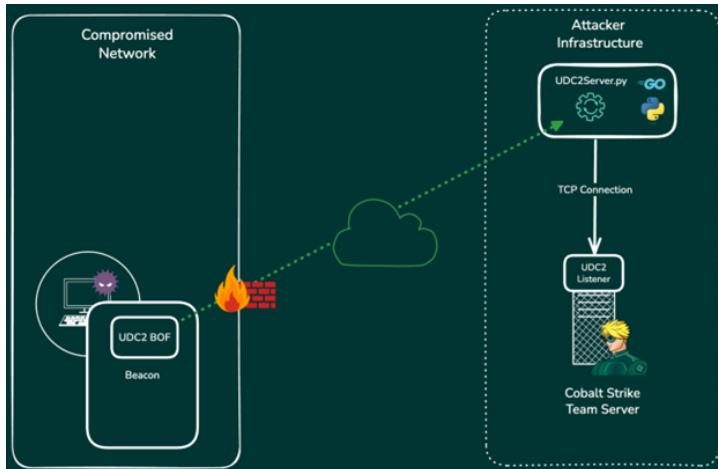 Compromised
Network
Attacker
Infrastructure
UDC2Server.py
GO
TCP Connection
UDC2
Listener
UDC2 BOF
Beacon
Cobalt Strike
Team Server